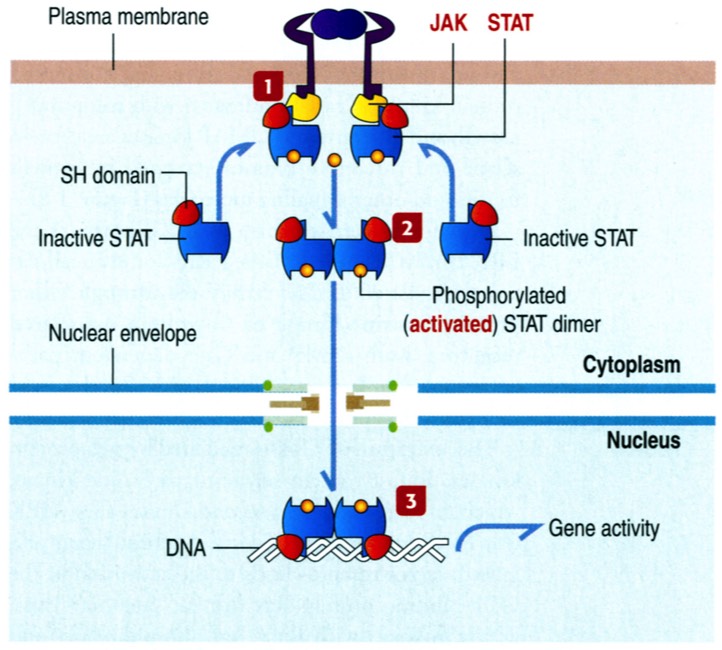 Plasma membrane
JAK STAT
1
SH domain
Inactive STAT
2
Inactive STAT
Phosphorylated
(activated) STAT dimer
Nuclear envelope
Cytoplasm
Nucleus
3
DNA
Gene activity